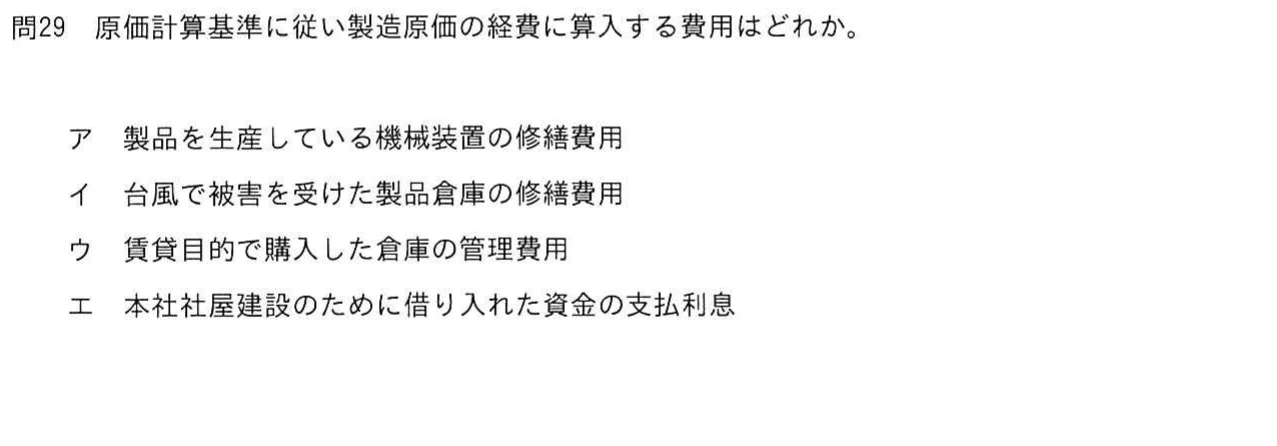 問29　原価計算基準に従い製造原価の経費に算入する費用はどれか。
ア　製品を生産している機械装置の修繕費用
イ　台風で被害を受けた製品倉庫の修繕費用
ウ　賃貸目的で購入した倉庫の管理費用
エ　本社社屋建設のために借り入れた資金の支払利息